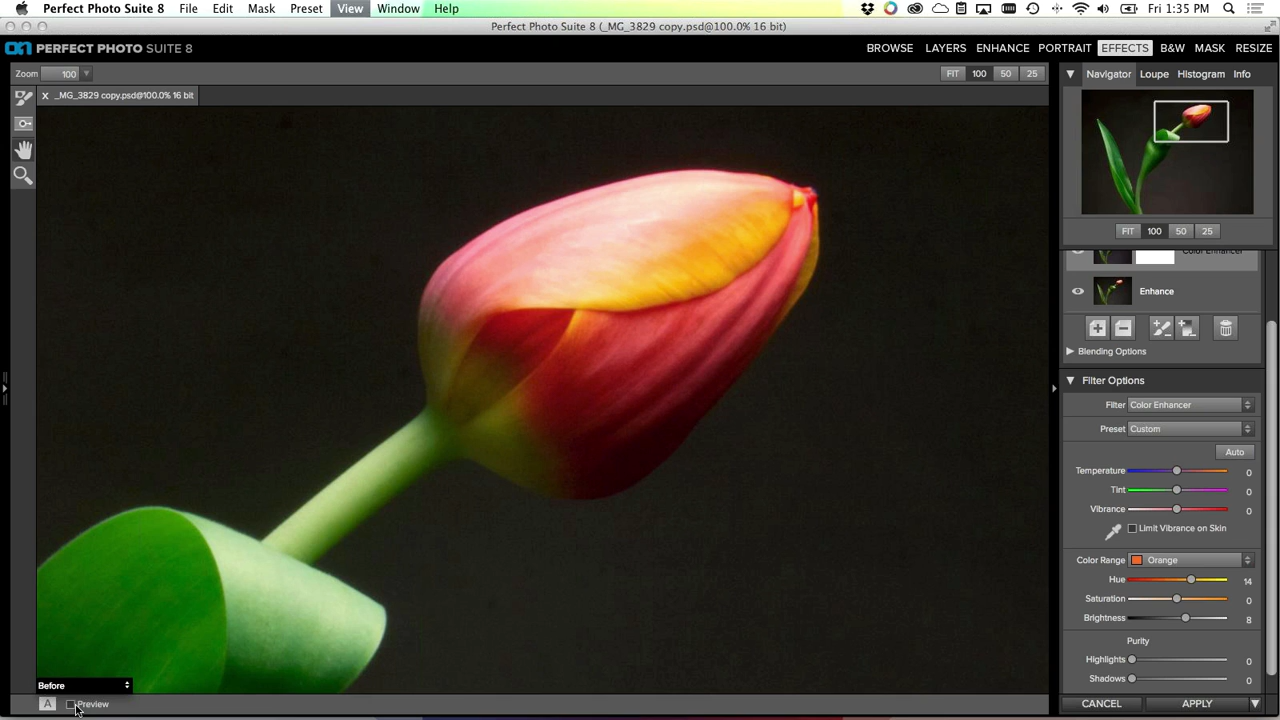 Perfect Photo Suite 8 File Edit Mask Preset View Window Help Fri 1:35 PM
Perfect Photo Suite 8 (_MG_3829 copy.psd@100.0% 16 bit)
on1 PERFECT PHOTO SUITE 8 BROWSE LAYERS ENHANCE PORTRAIT EFFECTS B&W MASK RESIZE
Zoom 100 FIT 100 50 25
Navigator Loupe Histogram Info
x _MG_3829 copy.psd@100.0% 16 bit
FIT 100 50 25
Color Enhancer
Enhance
Blending Options
Filter Options
Filter Color Enhancer
Preset Custom
Auto
Temperature 0
Tint 0
Vibrance 0
Limit Vibrance on Skin
Color Range Orange
Hue 14
Saturation 0
Brightness 8
Purity
Highlights 0
Shadows 0
Before
A Preview
CANCEL APPLY